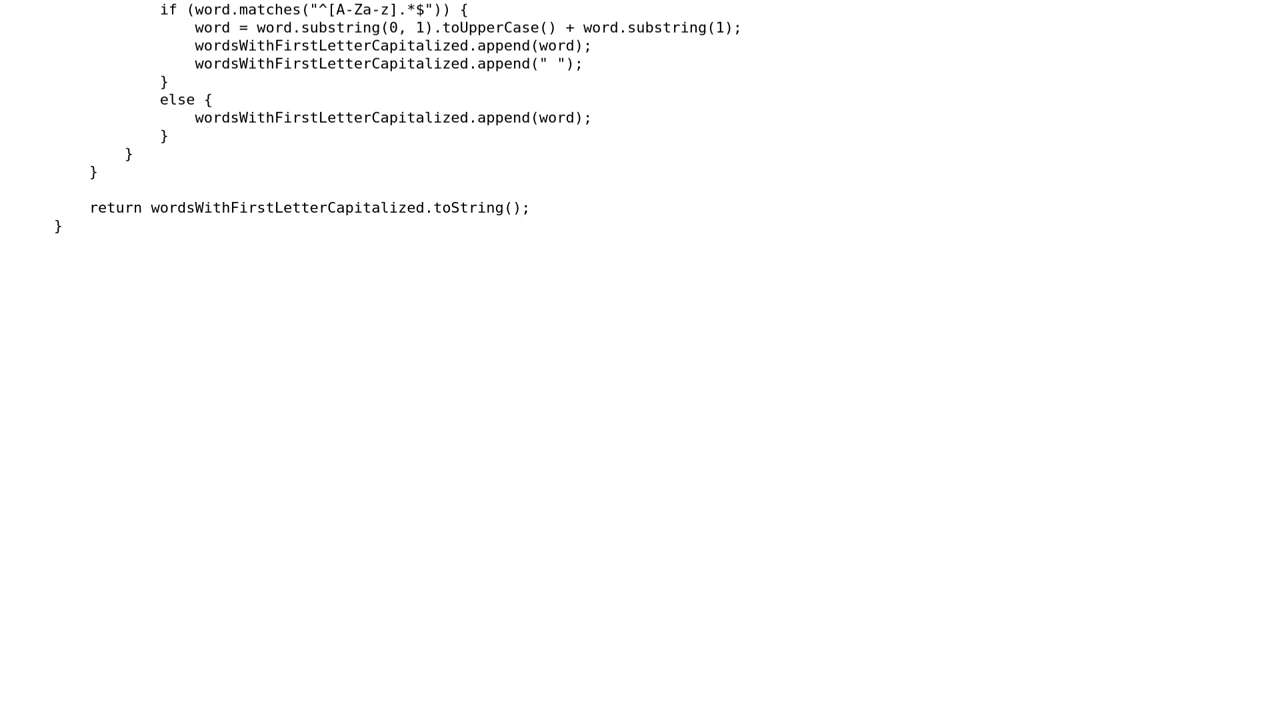 if (word.matches("^[A-Za-z].*$")) {
                word = word.substring(0, 1).toUpperCase() + word.substring(1);
                wordsWithFirstLetterCapitalized.append(word);
                wordsWithFirstLetterCapitalized.append(" ");
            }
            else {
                wordsWithFirstLetterCapitalized.append(word);
            }
        }
    }

    return wordsWithFirstLetterCapitalized.toString();
}